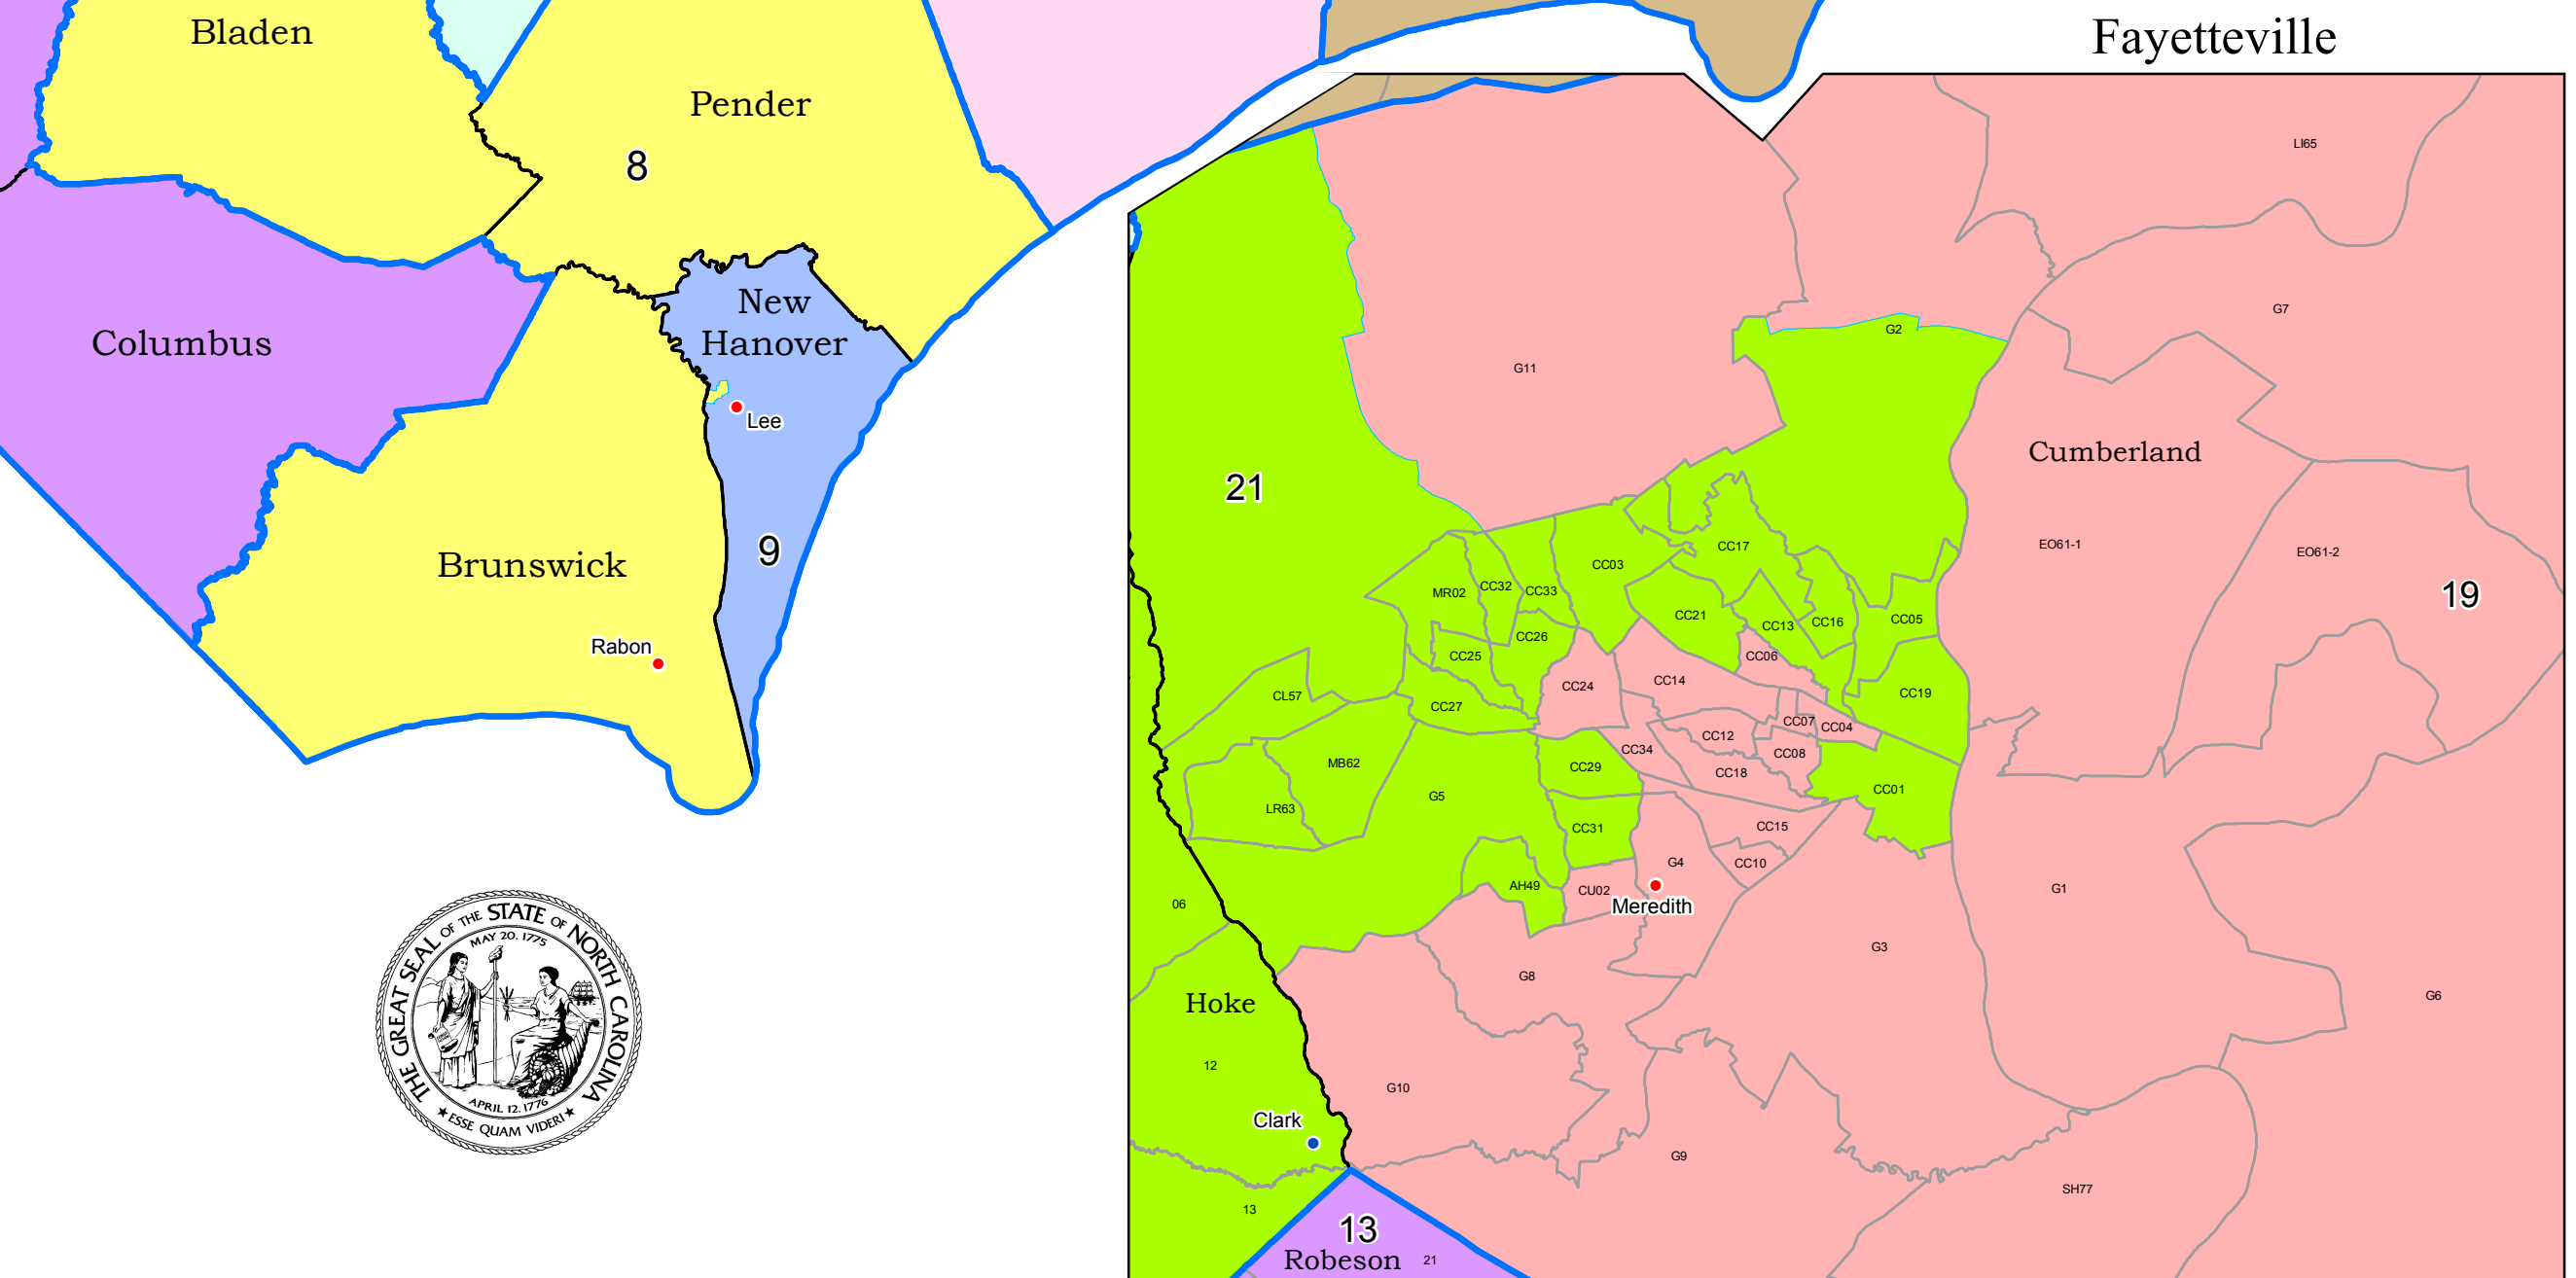 Fayetteville
Bladen
Pender
8
Columbus
New
Hanover
Lee
Brunswick
9
Rabon
THE GREAT SEAL OF THE STATE OF NORTH CAROLINA
MAY 20, 1775
APRIL 12, 1776
★ ESSE QUAM VIDERI ★
LI65
G7
G2
G11
Cumberland
21
EO61-1
EO61-2
19
CC17
CC03
MR02
CC32
CC33
CC21
CC13
CC16
CC05
CC26
CC25
CC06
CC24
CC14
CC19
CL57
CC27
CC07
CC04
CC12
CC34
CC08
MB62
CC29
CC18
G5
CC01
LR63
CC31
CC15
G4
CC10
AH49
CU02
G1
Meredith
06
G3
G8
G6
Hoke
12
G10
Clark
G9
SH77
13
13
Robeson
21